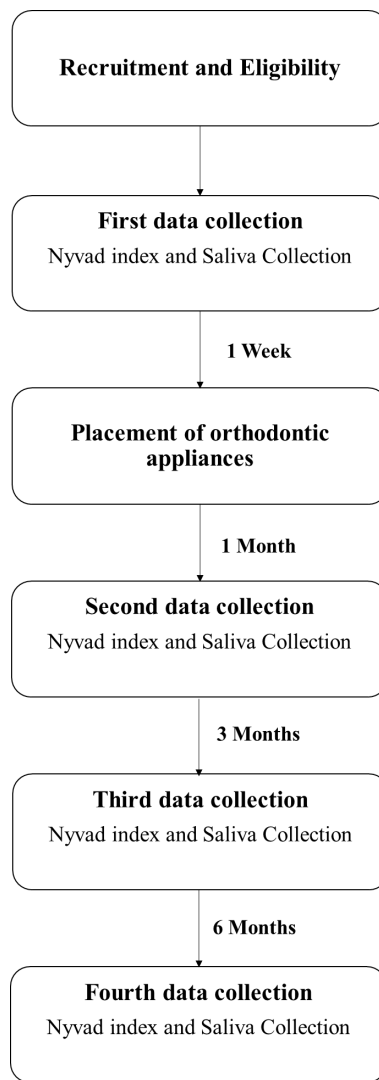 Recruitment and Eligibility
First data collection
Nyvad index and Saliva Collection
1 Week
Placement of orthodontic
appliances
1 Month
Second data collection
Nyvad index and Saliva Collection
3 Months
Third data collection
Nyvad index and Saliva Collection
6 Months
Fourth data collection
Nyvad index and Saliva Collection